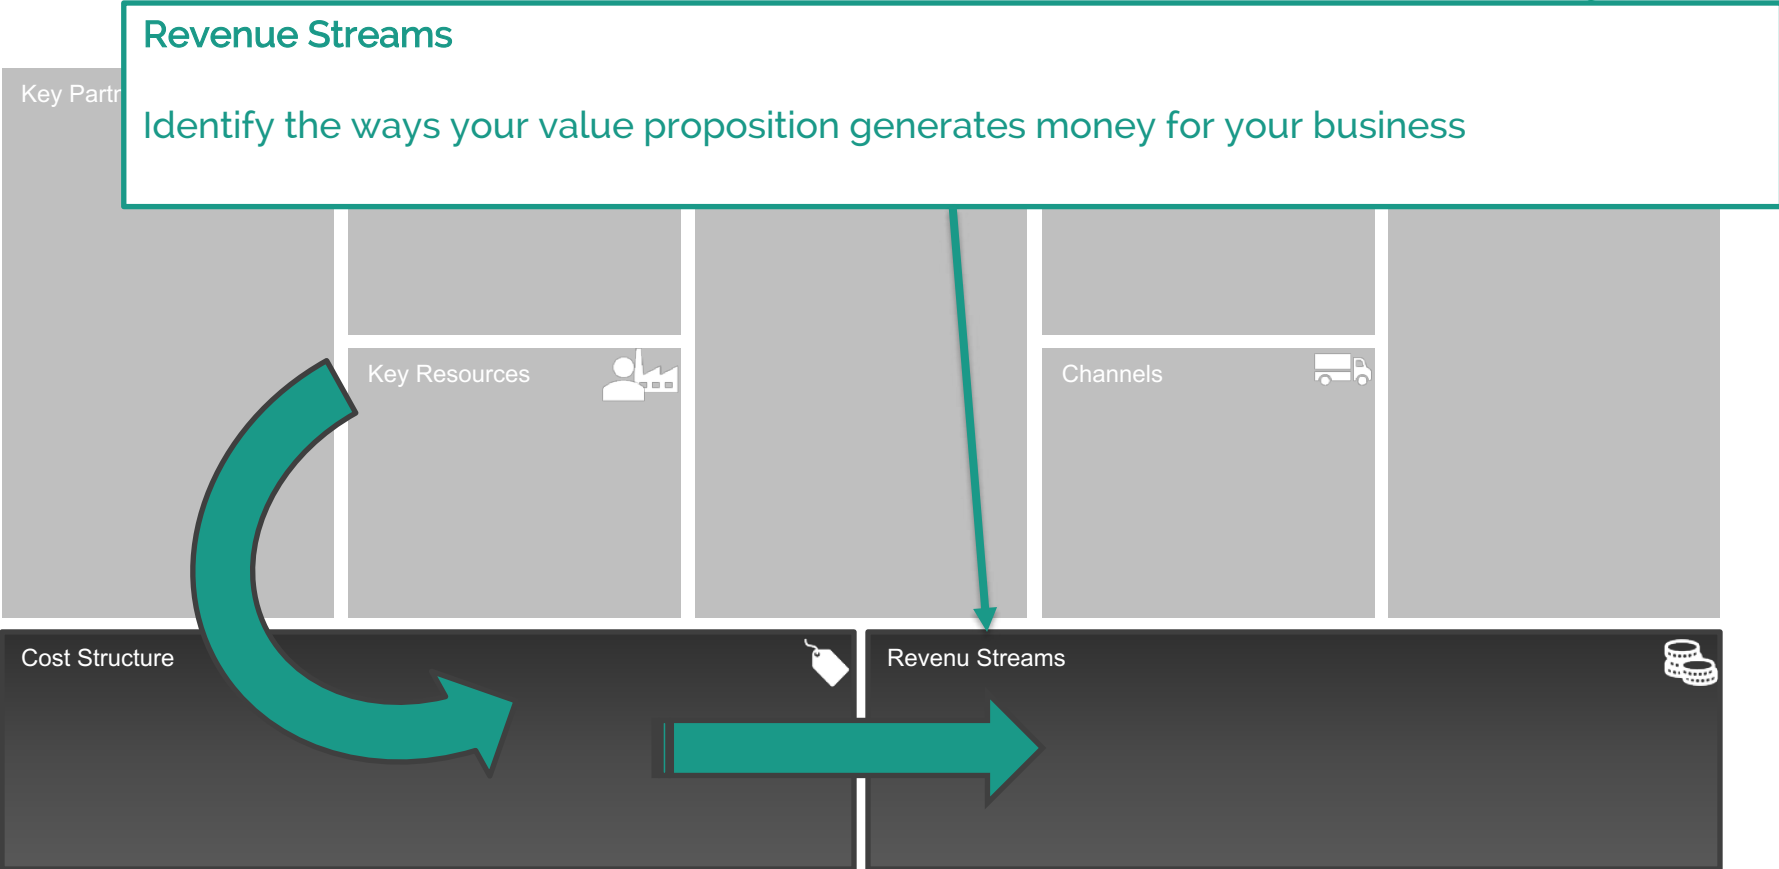 Revenue Streams
Identify the ways your value proposition generates money for your business
Key Partn
Key Resources
Channels
Cost Structure
Revenu Streams